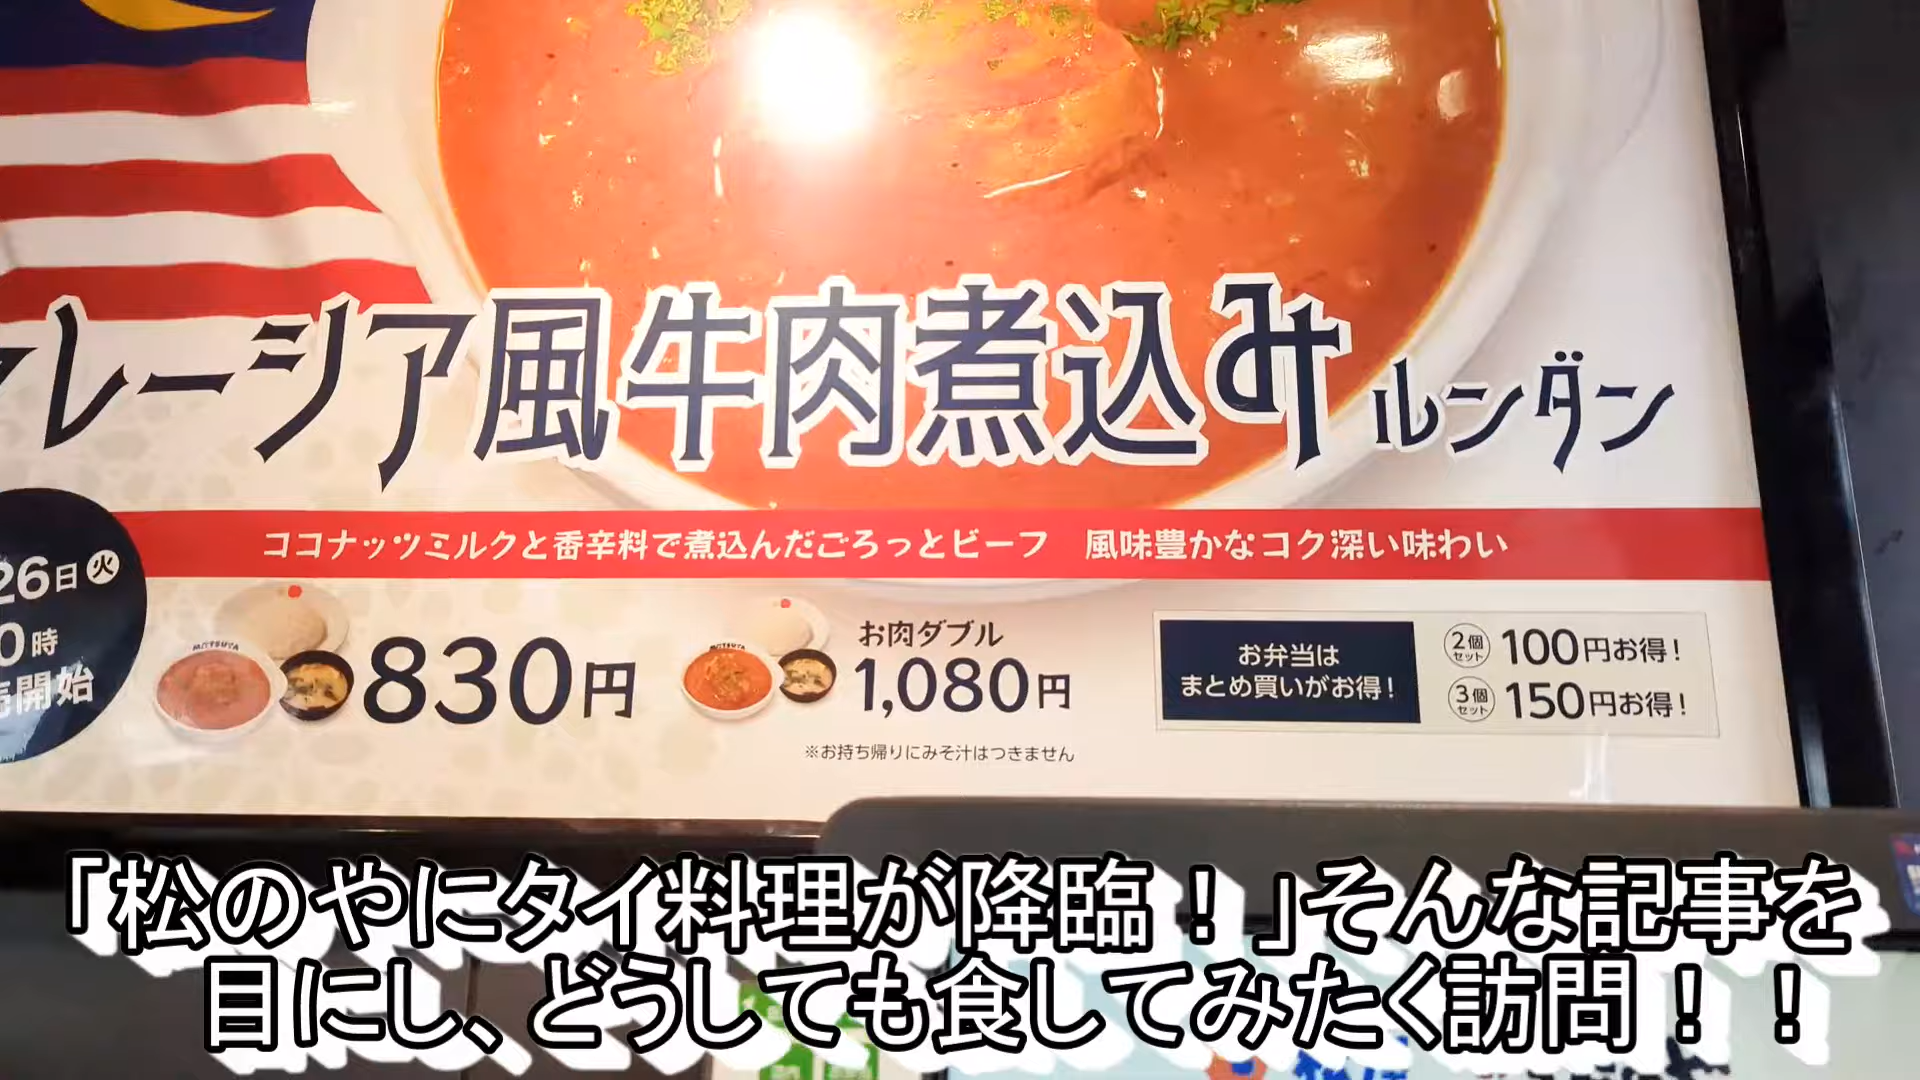 マレーシア風牛肉煮込み ルンダン
ココナッツミルクと香辛料で煮込んだごろっとビーフ 風味豊かなコク深い味わい
26日火
0時
売開始
MATSUYA
830円
MATSUYA
お肉ダブル
1,080円
※お持ち帰りにみそ汁はつきません
お弁当は
まとめ買いがお得!
2個セット 100円お得!
3個セット 150円お得!
「松のやにタイ料理が降臨！」そんな記事を
目にし、どうしても食してみたく訪問！！